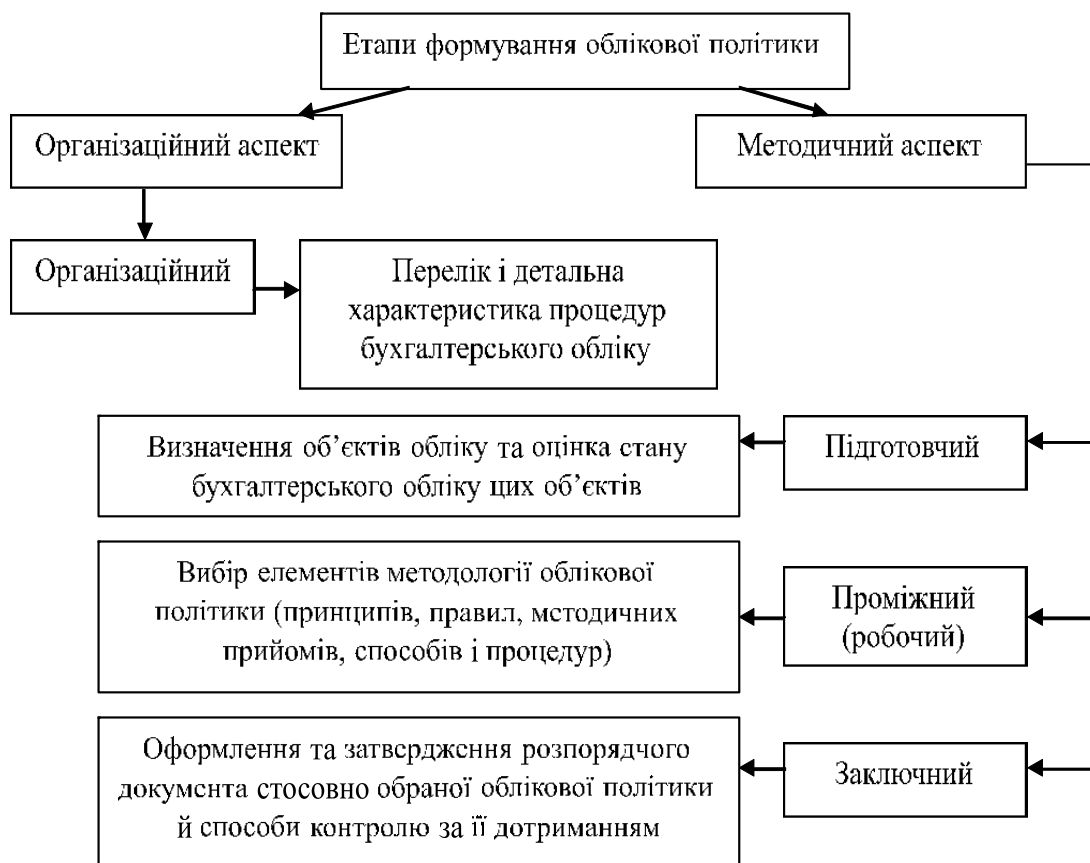 Етапи формування облікової політики
Організаційний аспект
Методичний аспект
Організаційний
Перелік і детальна
характеристика процедур
бухгалтерського обліку
Визначення об’єктів обліку та оцінка стану
бухгалтерського обліку цих об’єктів
Підготовчий
Вибір елементів методології облікової
політики (принципів, правил, методичних
прийомів, способів і процедур)
Проміжний
(робочий)
Оформлення та затвердження розпорядчого
документа стосовно обраної облікової політики
й способи контролю за її дотриманням
Заключний